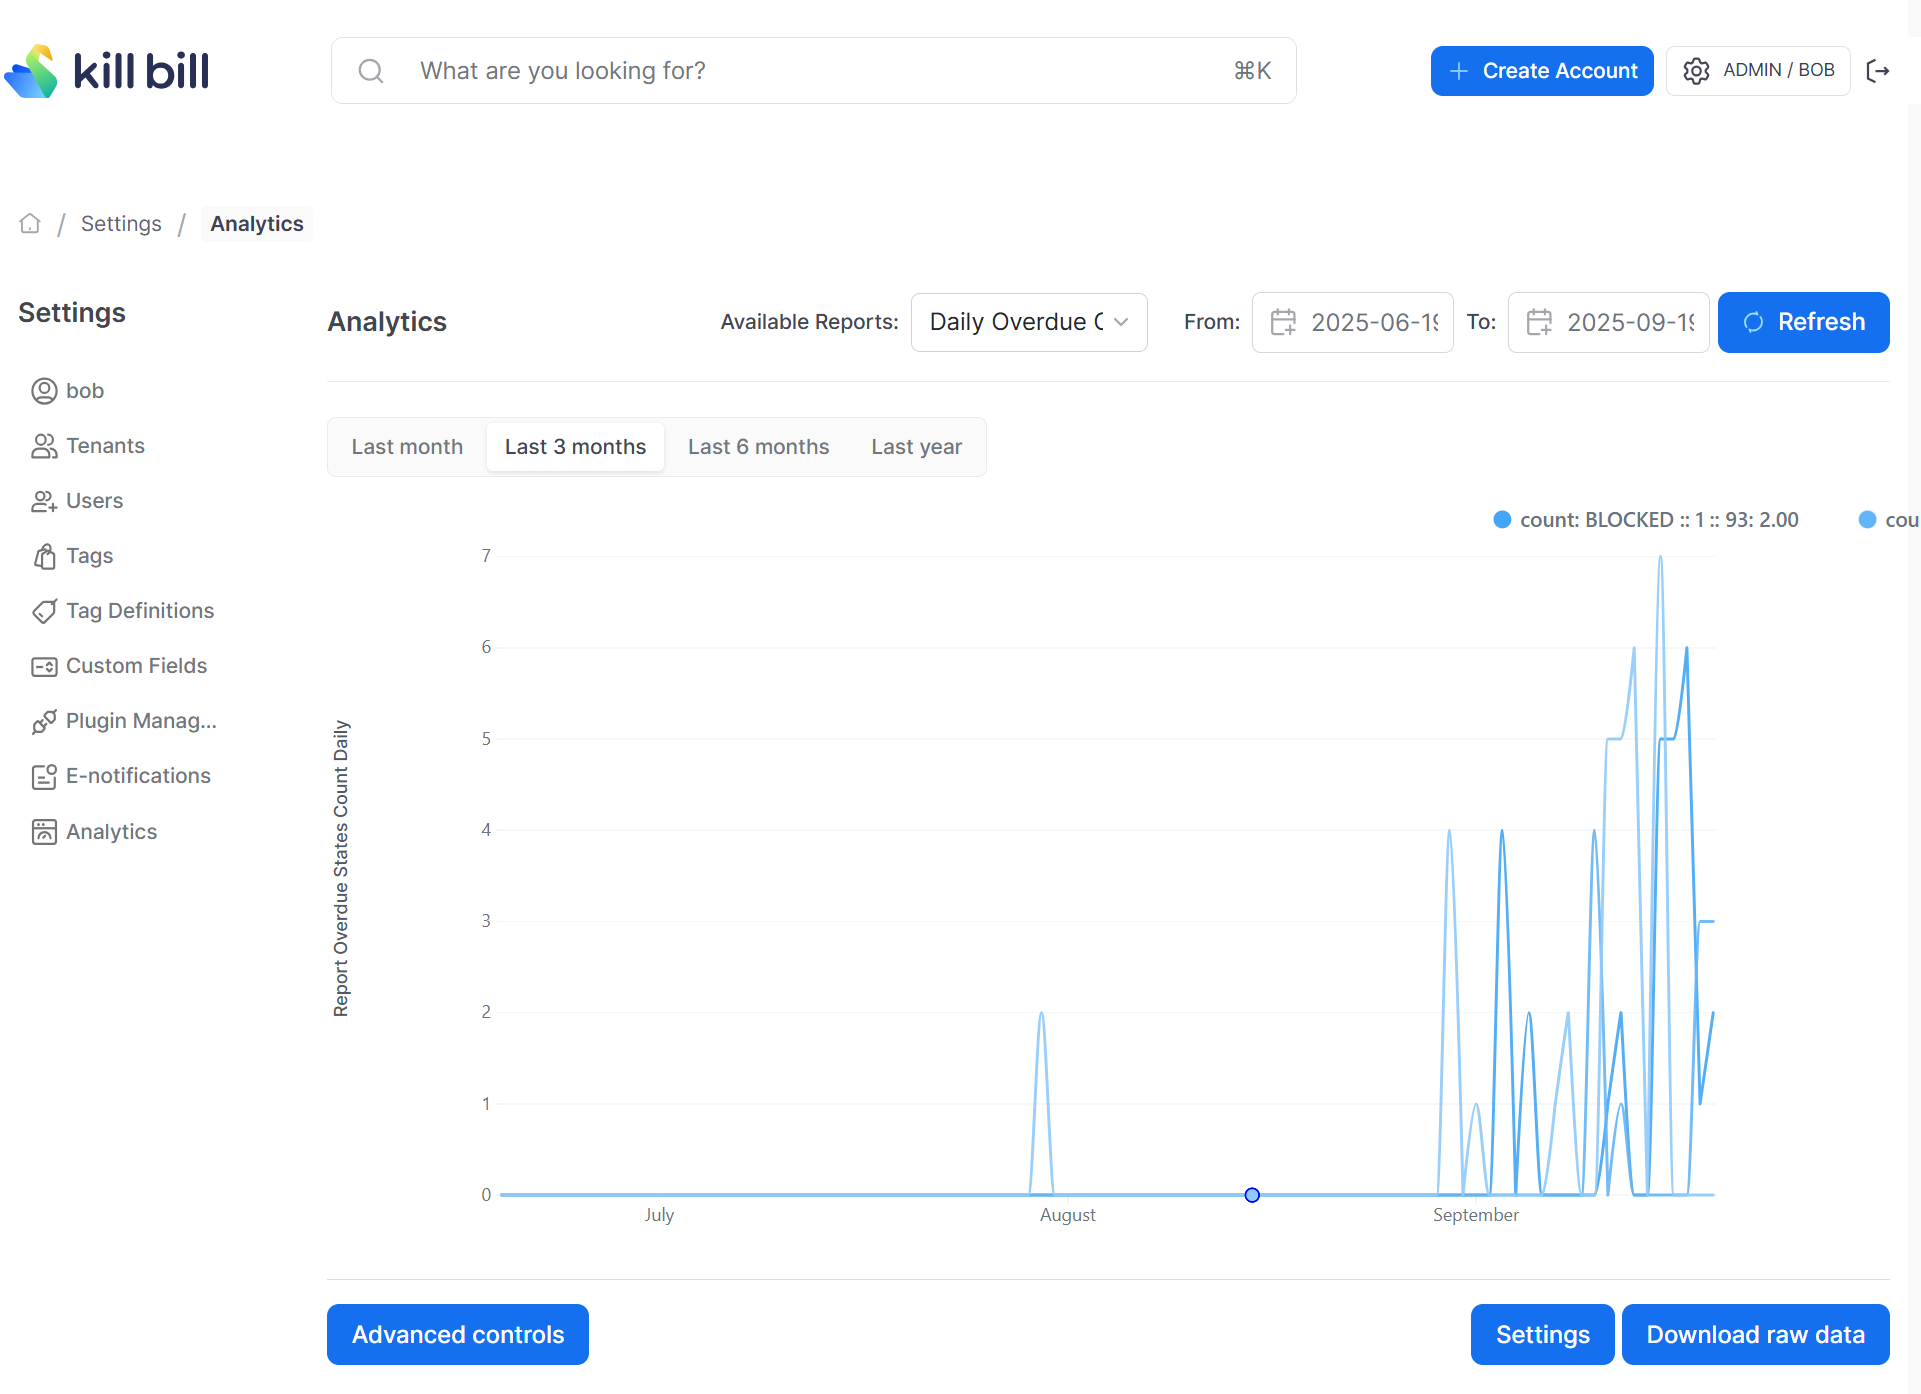 kill bill
What are you looking for?
⌘K
Create Account
ADMIN / BOB
/ Settings / Analytics
Settings
bob
Tenants
Users
Tags
Tag Definitions
Custom Fields
Plugin Manag...
E-notifications
Analytics
Analytics
Available Reports:
Daily Overdue
From:
2025-06-19
To:
2025-09-19
Refresh
Last month
Last 3 months
Last 6 months
Last year
count: BLOCKED :: 1 :: 93: 2.00
cou
Report Overdue States Count Daily
7
6
5
4
3
2
1
0
July
August
September
Advanced controls
Settings
Download raw data